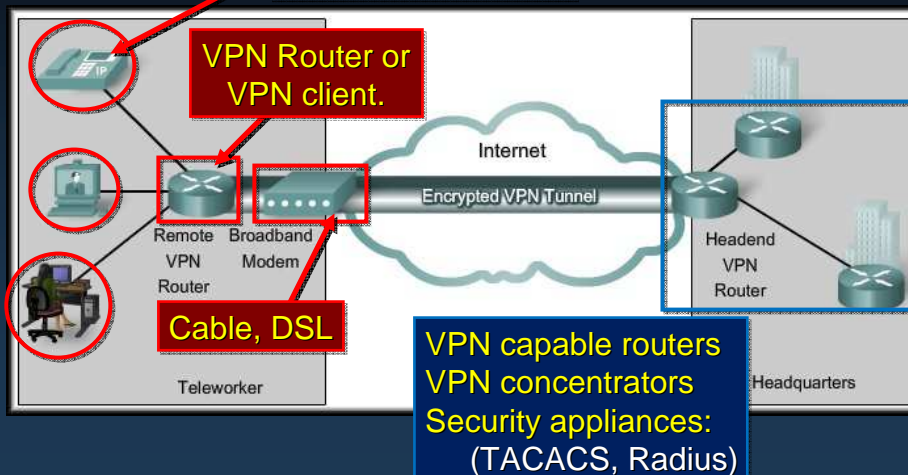 IP
VPN Router or
VPN client.
Internet
Encrypted VPN Tunnel
Remote
VPN
Router
Broadband
Modem
Headend
VPN
Router
Cable, DSL
Teleworker
Headquarters
VPN capable routers
VPN concentrators
Security appliances:
(TACACS, Radius)